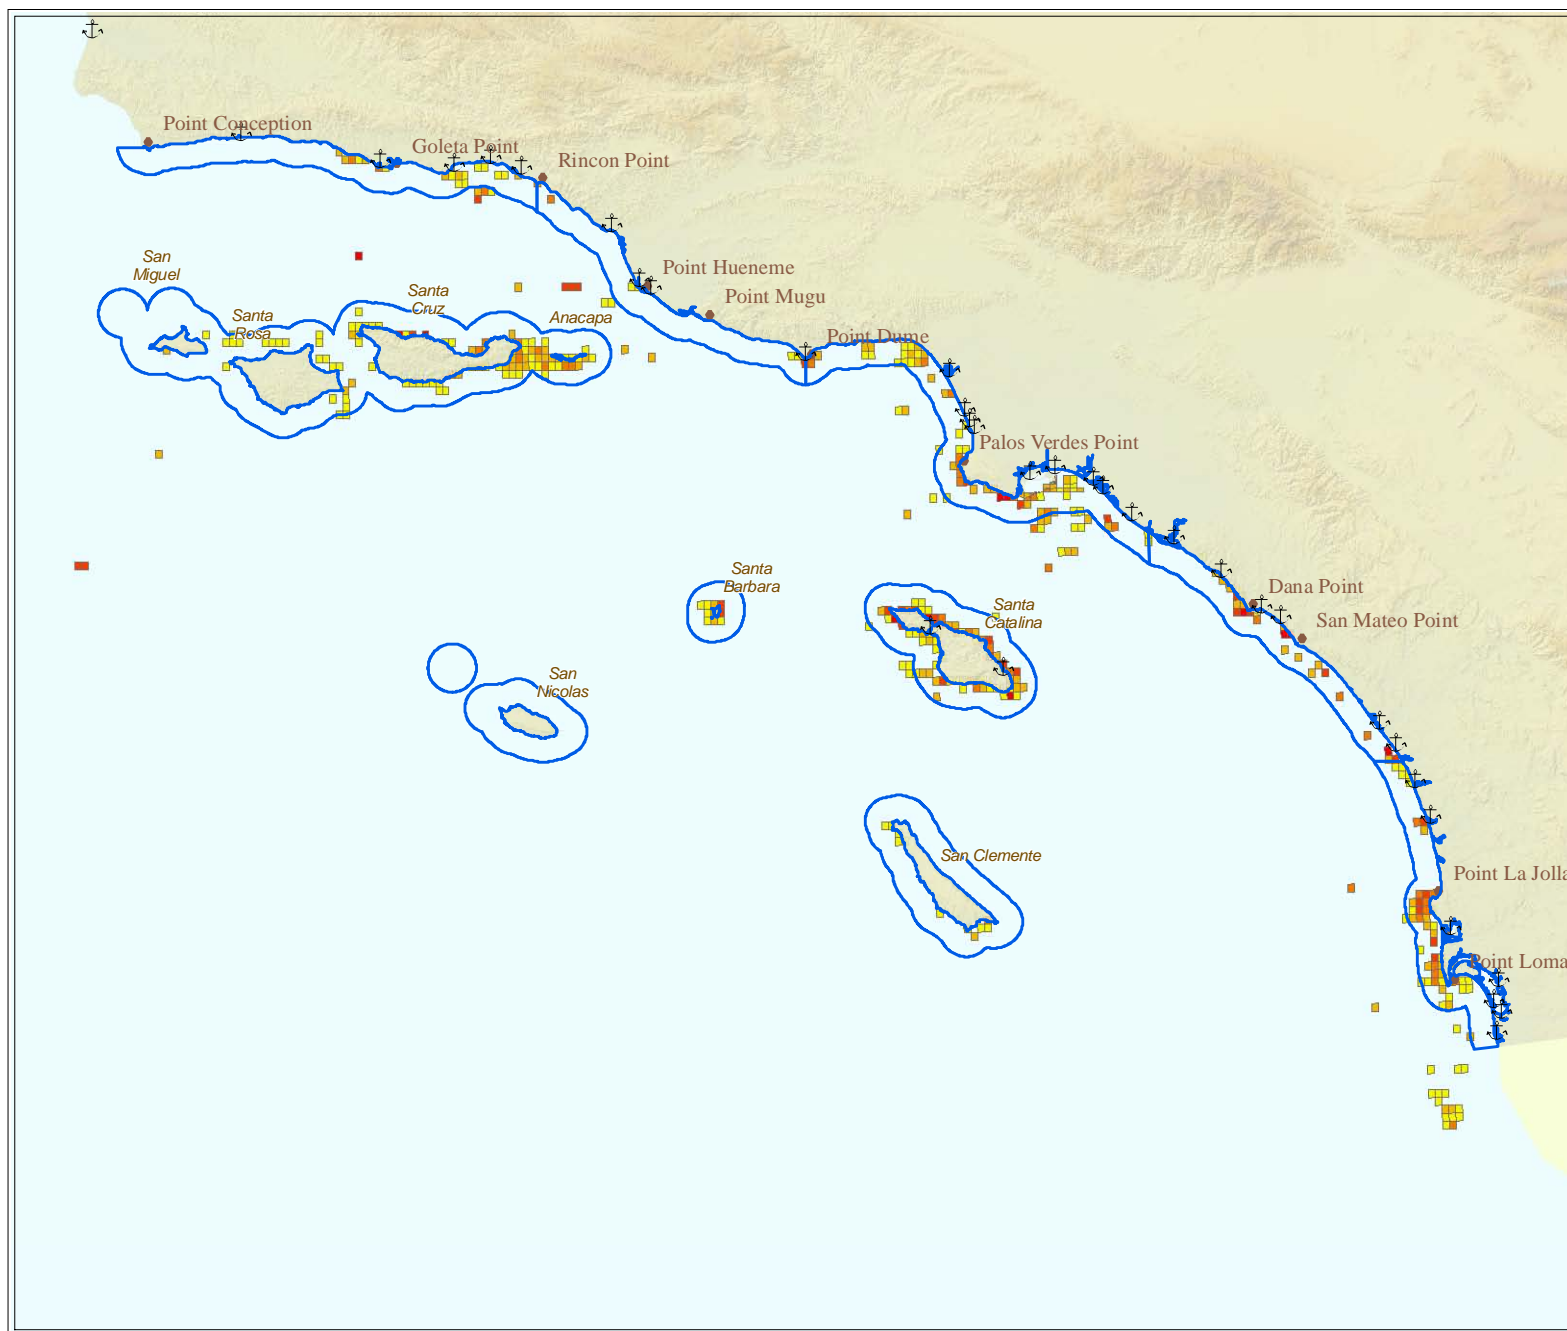 Point Conception
Goleta Point
Rincon Point
San
Miguel
Santa
Rosa
Santa
Cruz
Anacapa
Point Hueneme
Point Mugu
Point Dume
Palos Verdes Point
Santa
Barbara
Santa
Catalina
Dana Point
San Mateo Point
San
Nicolas
San Clemente
Point La Jolla
Point Loma